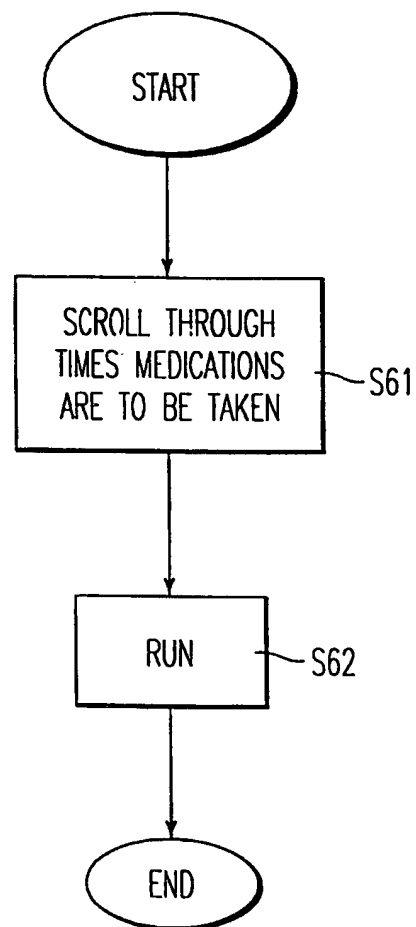 START
SCROLL THROUGH
TIMES MEDICATIONS
ARE TO BE TAKEN
S61
RUN
S62
END